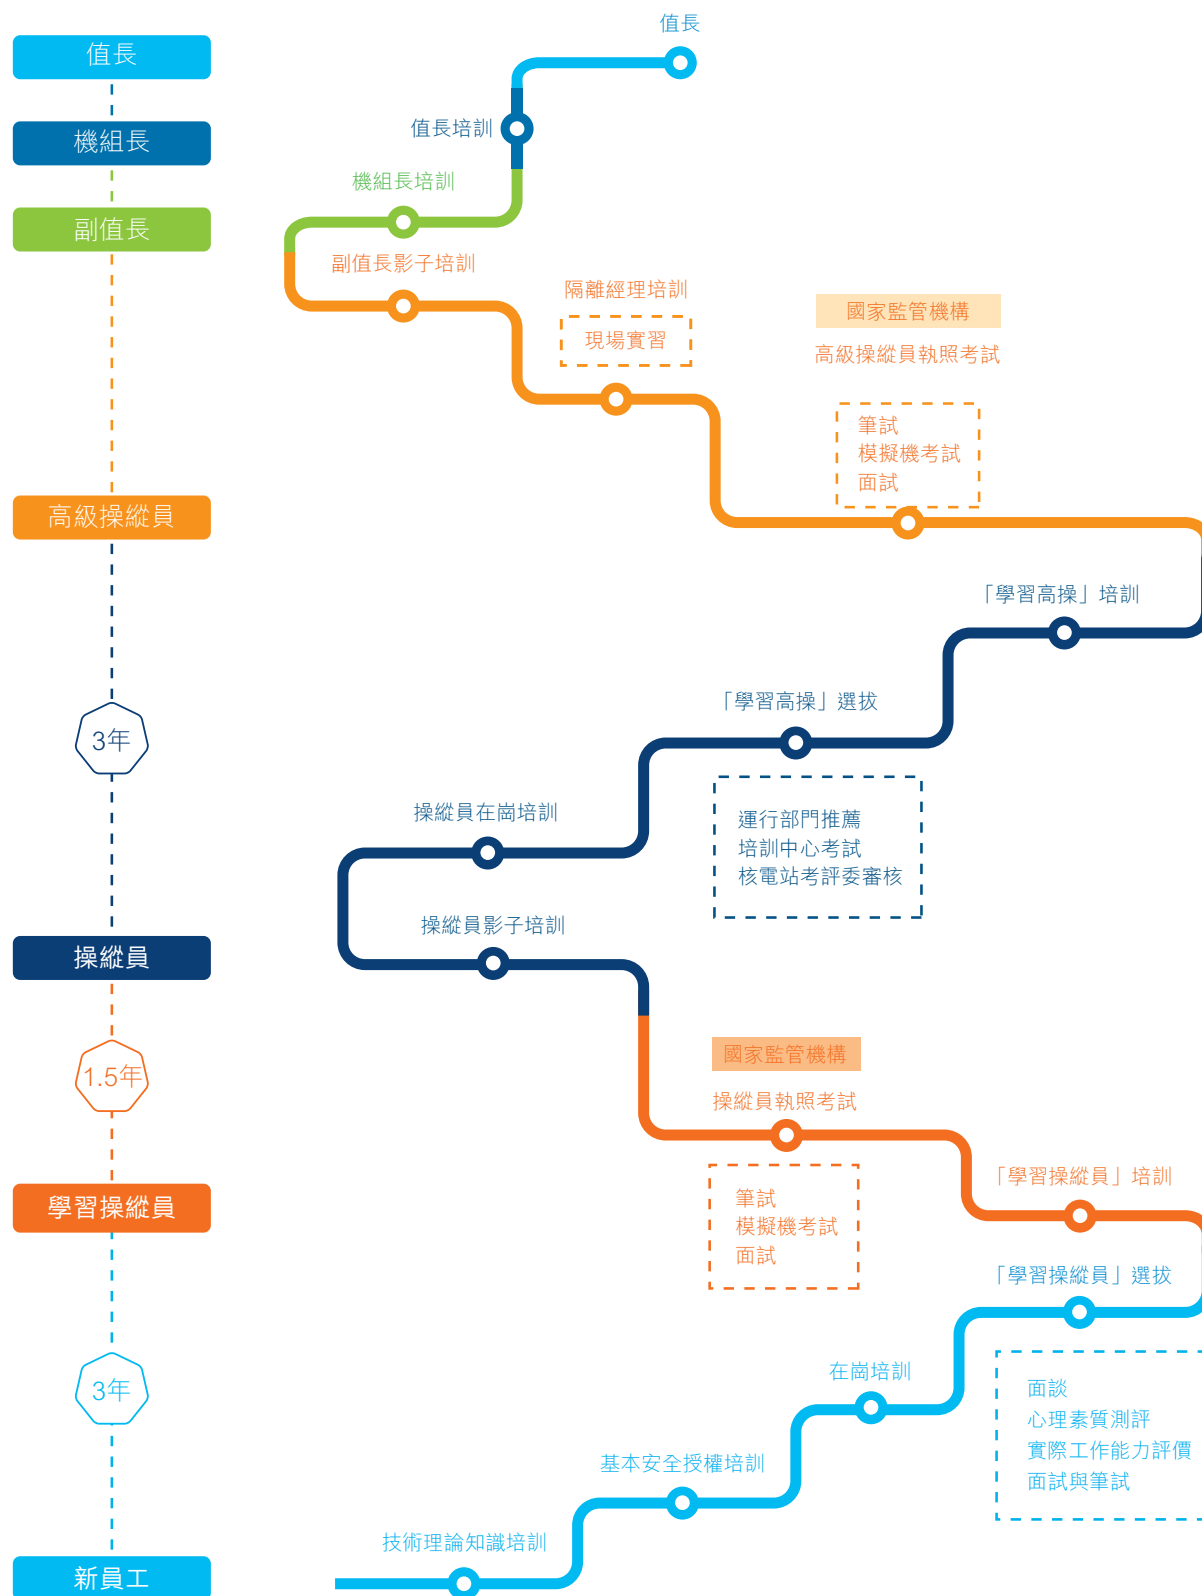 值長
值長
值長培訓
機組長
機組長培訓
副值長
副值長影子培訓
隔離經理培訓
現場實習
國家監管機構
高級操縱員執照考試
筆試
模擬機考試
面試
高級操縱員
「學習高操」培訓
「學習高操」選拔
3年
運行部門推薦
培訓中心考試
核電站考評委審核
操縱員在崗培訓
操縱員影子培訓
操縱員
國家監管機構
操縱員執照考試
1.5年
筆試
模擬機考試
面試
「學習操縱員」培訓
學習操縱員
「學習操縱員」選拔
面談
心理素質測評
實際工作能力評價
面試與筆試
3年
在崗培訓
基本安全授權培訓
技術理論知識培訓
新員工